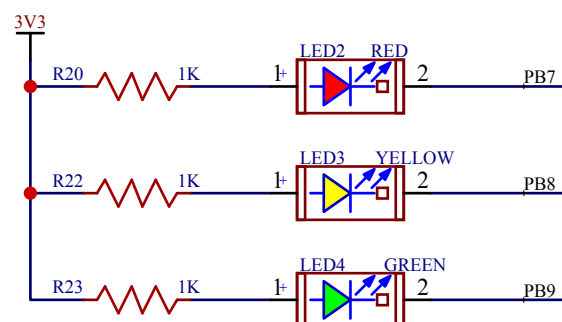 3V3
R20 1K 1 + LED2 RED 2 PB7
R22 1K 1 + LED3 YELLOW 2 PB8
R23 1K 1 + LED4 GREEN 2 PB9